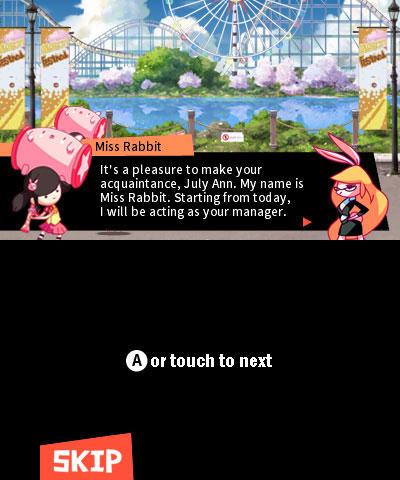 Miss Rabbit
It's a pleasure to make your
acquaintance, July Ann. My name is
Miss Rabbit. Starting from today,
I will be acting as your manager.
A or touch to next
SKIP